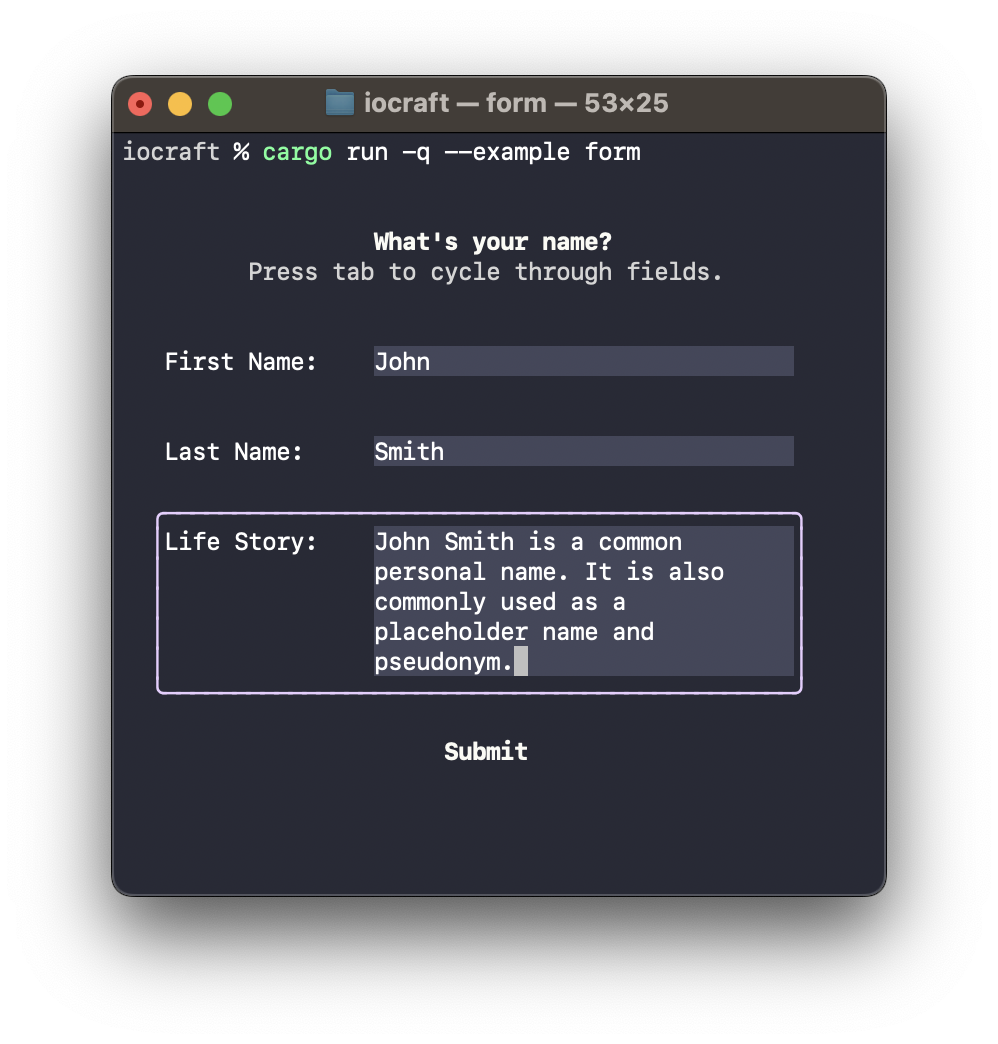 iocraft — form — 53×25
iocraft % cargo run -q --example form
What's your name?
Press tab to cycle through fields.
First Name: John
Last Name: Smith
Life Story: John Smith is a common
personal name. It is also
commonly used as a
placeholder name and
pseudonym.
Submit